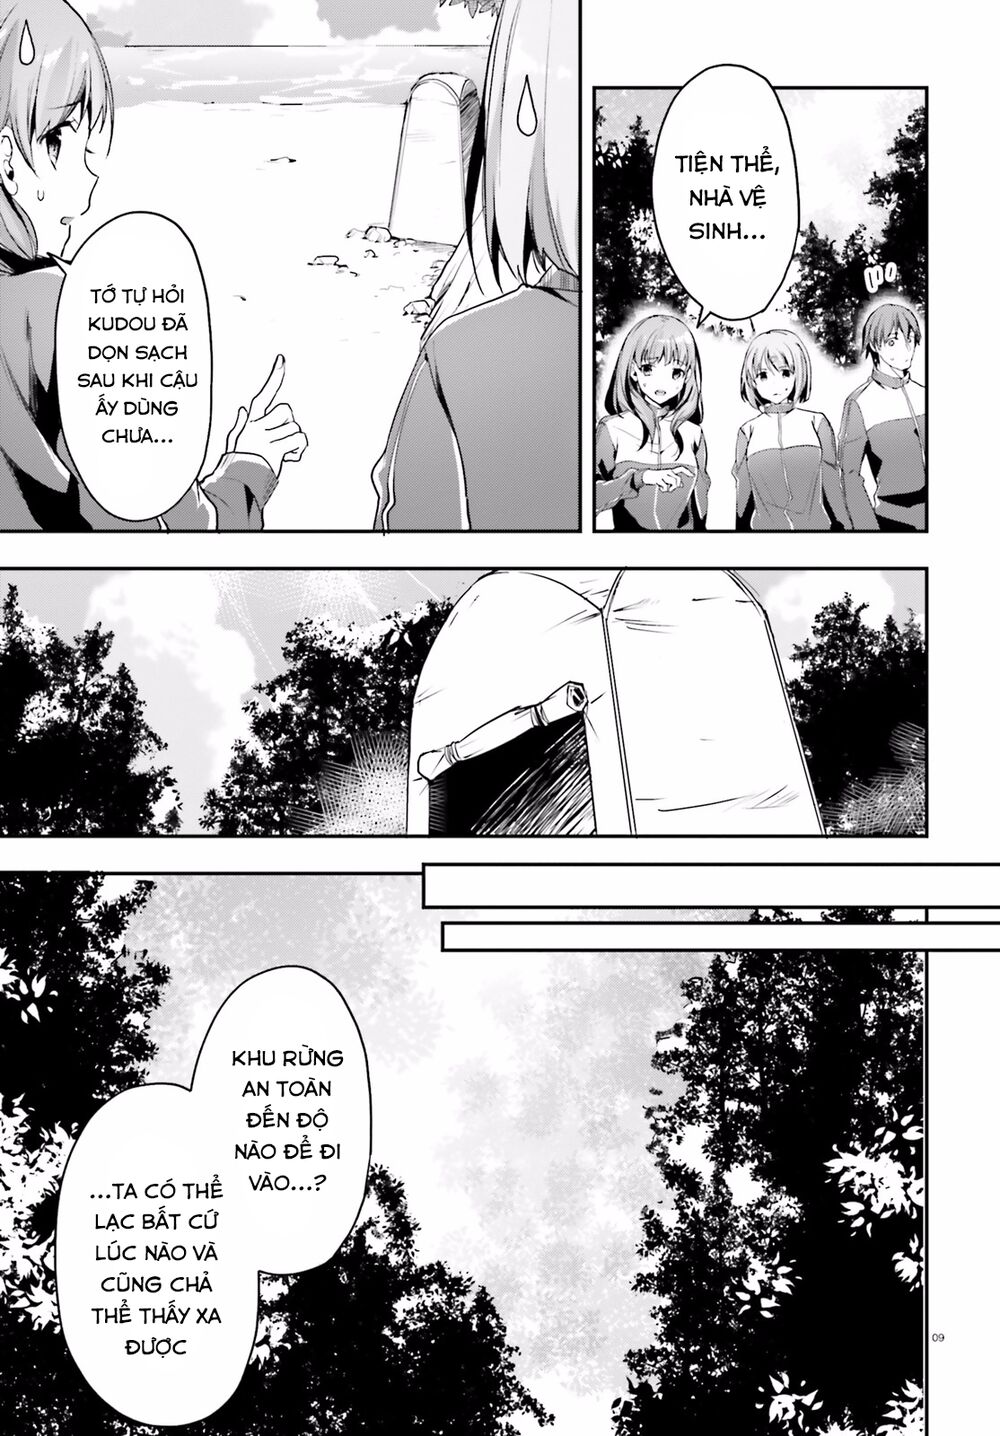 TIỆN THỂ,
NHÀ VỆ
SINH...
TỚ TỰ HỎI
KUDOU ĐÃ
DỌN SẠCH
SAU KHI CẬU
ẤY DÙNG
CHƯA...
KHU RỪNG
AN TOÀN
ĐẾN ĐỘ
NÀO ĐỂ ĐI
VÀO...?
...TA CÓ THỂ
LẠC BẤT CỨ
LÚC NÀO VÀ
CŨNG CHẢ
THỂ THẤY XA
ĐƯỢC
09